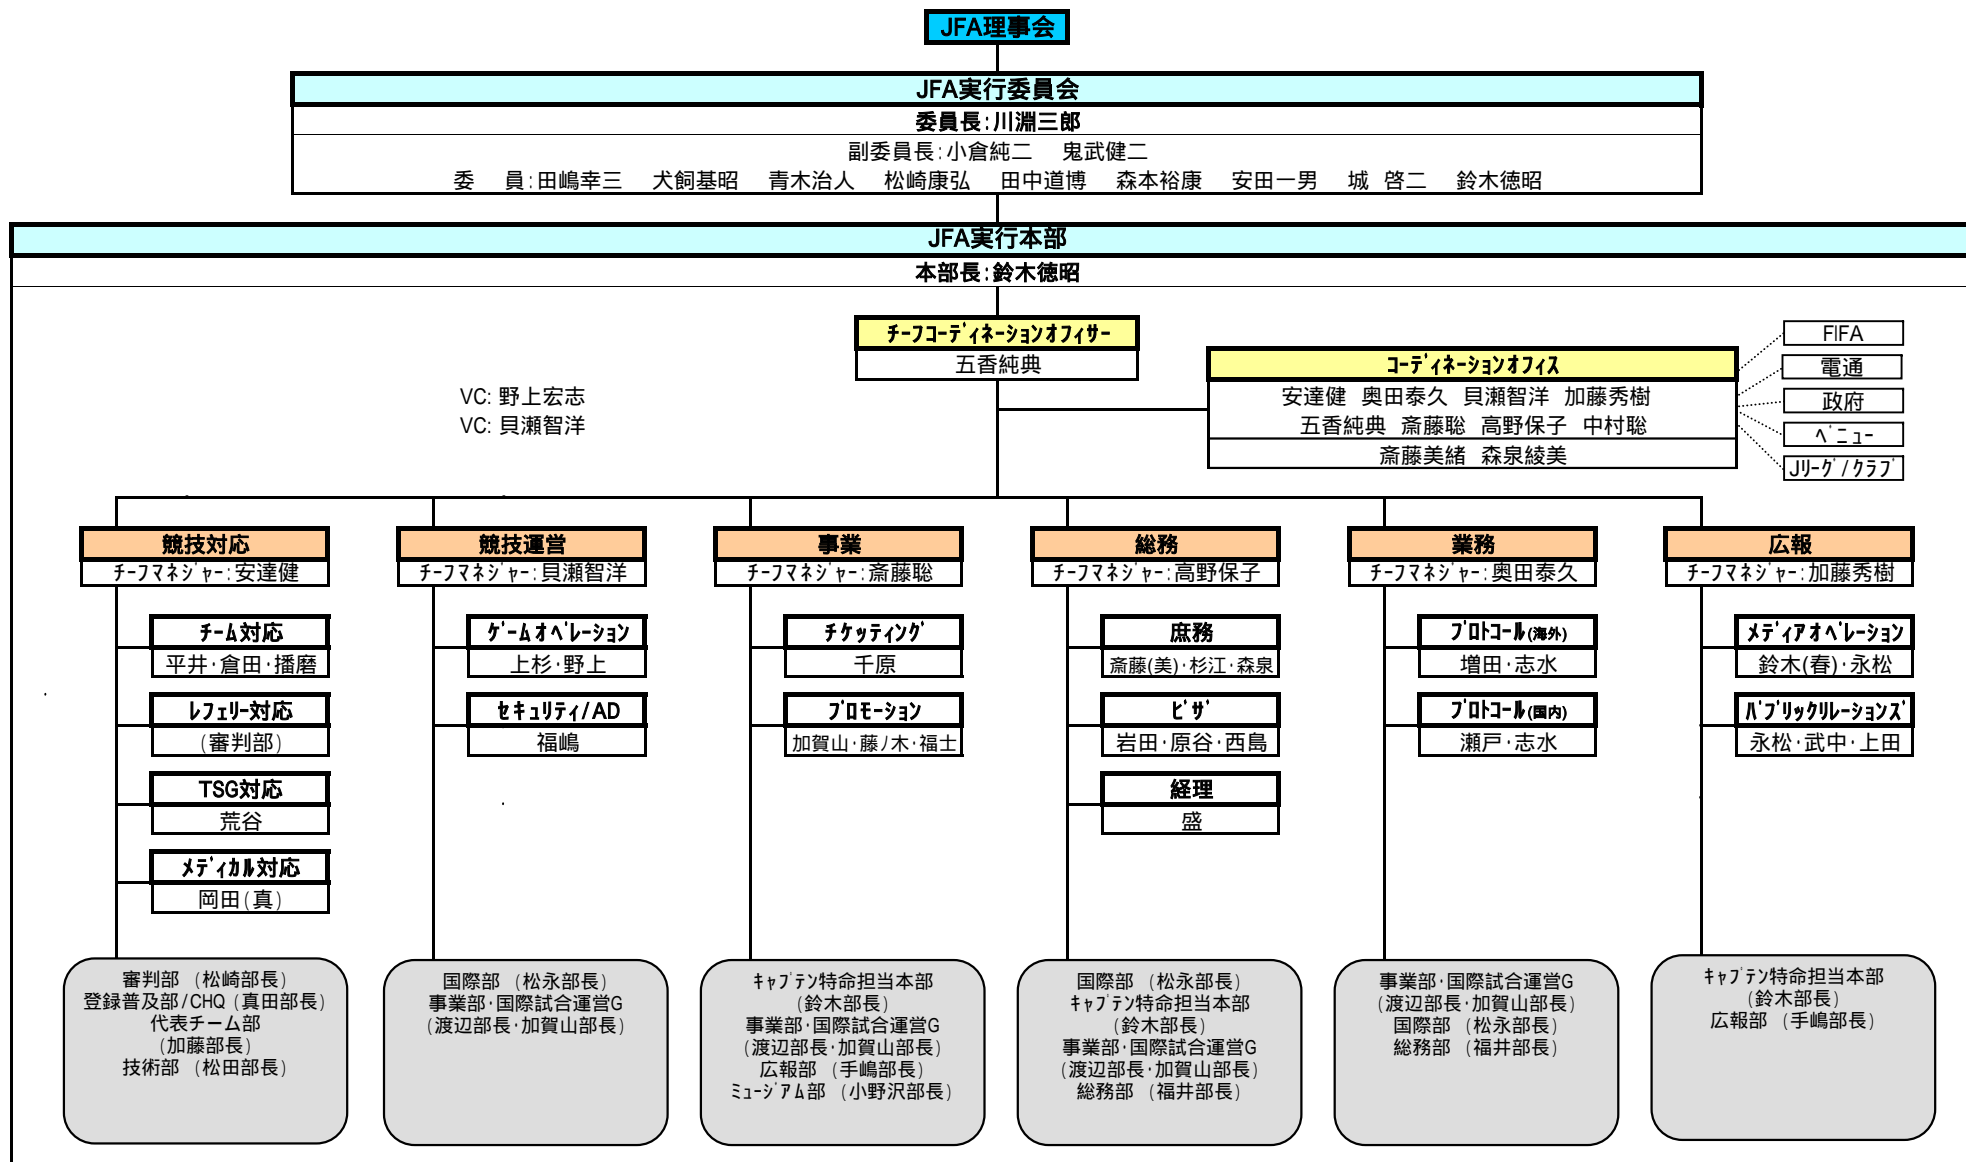 JFA理事会
JFA実行委員会
委員長:川淵三郎
副委員長:小倉純二 鬼武健二
委 員:田嶋幸三 犬飼基昭 青木治人 松崎康弘 田中道博 森本裕康 安田一男 城 啓二 鈴木徳昭
JFA実行本部
本部長:鈴木徳昭
ﾁｰﾌｺｰﾃﾞｨﾈｰｼｮﾝｵﾌｨｻｰ
五香純典
VC: 野上宏志
VC: 貝瀬智洋
ｺｰﾃﾞｨﾈｰｼｮﾝｵﾌｨｽ
安達健 奥田泰久 貝瀬智洋 加藤秀樹
五香純典 斎藤聡 高野保子 中村聡
斎藤美緒 森泉綾美
FIFA
電通
政府
ﾍﾞﾆｭｰ
Jﾘｰｸﾞ/ｸﾗﾌﾞ
競技対応
ﾁｰﾌﾏﾈｼﾞｬｰ:安達健
ﾁｰﾑ対応
平井·倉田·播磨
ﾚﾌｪﾘｰ対応
(審判部)
TSG対応
荒谷
ﾒﾃﾞｨｶﾙ対応
岡田(真)
審判部 (松崎部長)
登録普及部/CHQ (真田部長)
代表チーム部
(加藤部長)
技術部 (松田部長)
競技運営
ﾁｰﾌﾏﾈｼﾞｬｰ:貝瀬智洋
ｹﾞｰﾑｵﾍﾟﾚｰｼｮﾝ
上杉·野上
ｾｷｭﾘﾃｨ/AD
福嶋
国際部 (松永部長)
事業部·国際試合運営G
(渡辺部長·加賀山部長)
事業
ﾁｰﾌﾏﾈｼﾞｬｰ:斎藤聡
ﾁｹｯﾃｨﾝｸﾞ
千原
ﾌﾟﾛﾓｰｼｮﾝ
加賀山·藤ﾉ木·福士
ｷｬﾌﾟﾃﾝ特命担当本部
(鈴木部長)
事業部·国際試合運営G
(渡辺部長·加賀山部長)
広報部 (手嶋部長)
ﾐｭｰｼﾞｱﾑ部 (小野沢部長)
総務
ﾁｰﾌﾏﾈｼﾞｬｰ:高野保子
庶務
斎藤(美)·杉江·森泉
ﾋﾞｻﾞ
岩田·原谷·西島
経理
盛
国際部 (松永部長)
ｷｬﾌﾟﾃﾝ特命担当本部
(鈴木部長)
事業部·国際試合運営G
(渡辺部長·加賀山部長)
総務部 (福井部長)
業務
ﾁｰﾌﾏﾈｼﾞｬｰ:奥田泰久
ﾌﾟﾛﾄｺｰﾙ(海外)
増田·志水
ﾌﾟﾛﾄｺｰﾙ(国内)
瀬戸·志水
事業部·国際試合運営G
(渡辺部長·加賀山部長)
国際部 (松永部長)
総務部 (福井部長)
広報
ﾁｰﾌﾏﾈｼﾞｬｰ:加藤秀樹
ﾒﾃﾞｨｱｵﾍﾟﾚｰｼｮﾝ
鈴木(春)·永松
ﾊﾟﾌﾞﾘｯｸﾘﾚｰｼｮﾝｽﾞ
永松·武中·上田
ｷｬﾌﾟﾃﾝ特命担当本部
(鈴木部長)
広報部 (手嶋部長)